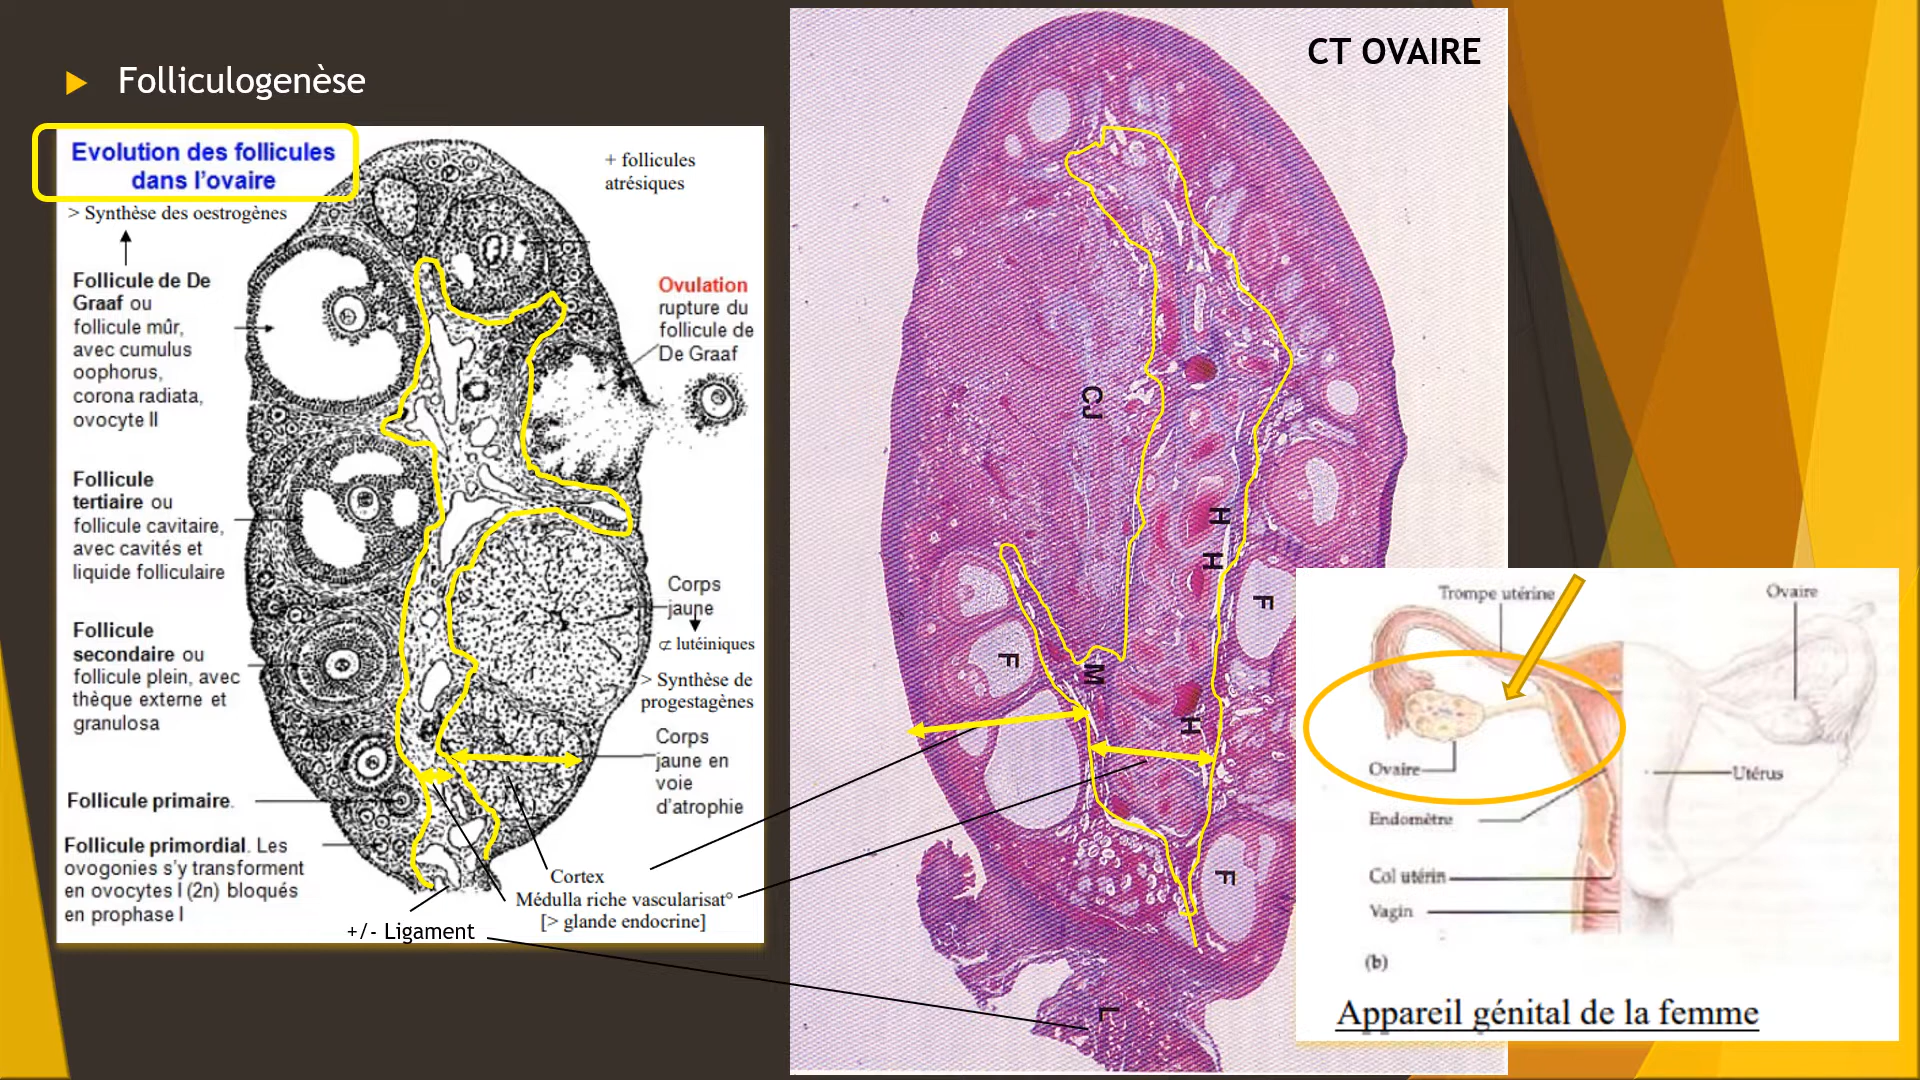 Folliculogenèse
Evolution des follicules
dans l'ovaire
> Synthèse des oestrogènes
+ follicules
atrésiques
Follicule de De
Graaf ou
follicule mûr,
avec cumulus
oophorus,
corona radiata,
ovocyte II
Follicule
tertiaire ou
follicule cavitaire,
avec cavités et
liquide folliculaire
Follicule
secondaire ou
follicule plein, avec
thèque externe et
granulosa
Follicule primaire.
Follicule primordial. Les
ovogonies s'y transforment
en ovocytes I (2n) bloqués
en prophase I
Ovulation
rupture du
follicule de
De Graaf
Corps
jaune
⊄ lutéiniques
> Synthèse de
progestagènes
Corps
jaune en
voie
d'atrophie
Cortex
Médulla riche vascularisat°
[> glande endocrine]
+/- Ligament
CT OVAIRE
CJ
H
H
F
F
M
H
F
L
Trompe utérine
Ovaire
Ovaire
Utérus
Endomètre
Col utérin
Vagin
(b)
Appareil génital de la femme